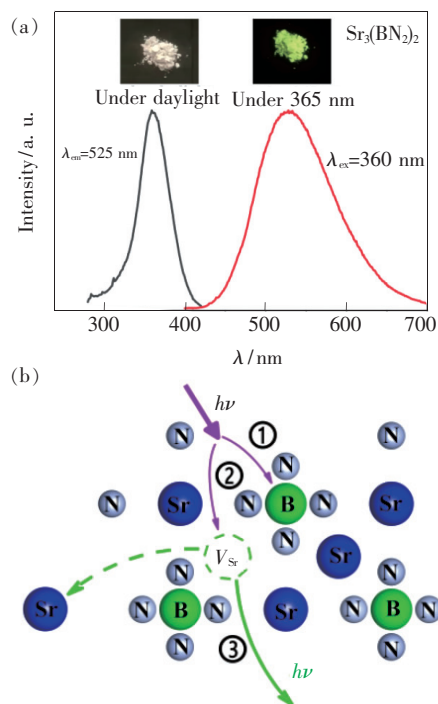 (a)
Sr₃(BN₂)₂
Under daylight
Under 365 nm
λem=525 nm
λex=360 nm
Intensity/a. u.
300
400
500
600
700
λ/nm
(b)
hν
①
N
N
N
②
N
Sr
N
B
N
Sr
N
VSr
Sr
N
N
Sr
N
B
N
Sr
N
B
N
③
N
N
hν